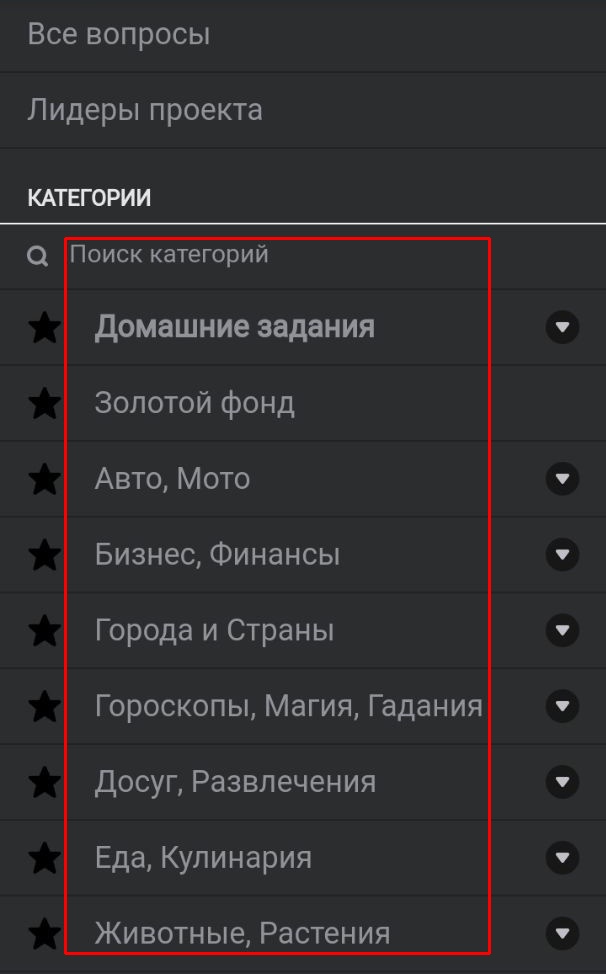 Все вопросы
Лидеры проекта
КАТЕГОРИИ
Поиск категорий
Домашние задания
Золотой фонд
Авто, Мото
Бизнес, Финансы
Города и Страны
Гороскопы, Магия, Гадания
Досуг, Развлечения
Еда, Кулинария
Животные, Растения